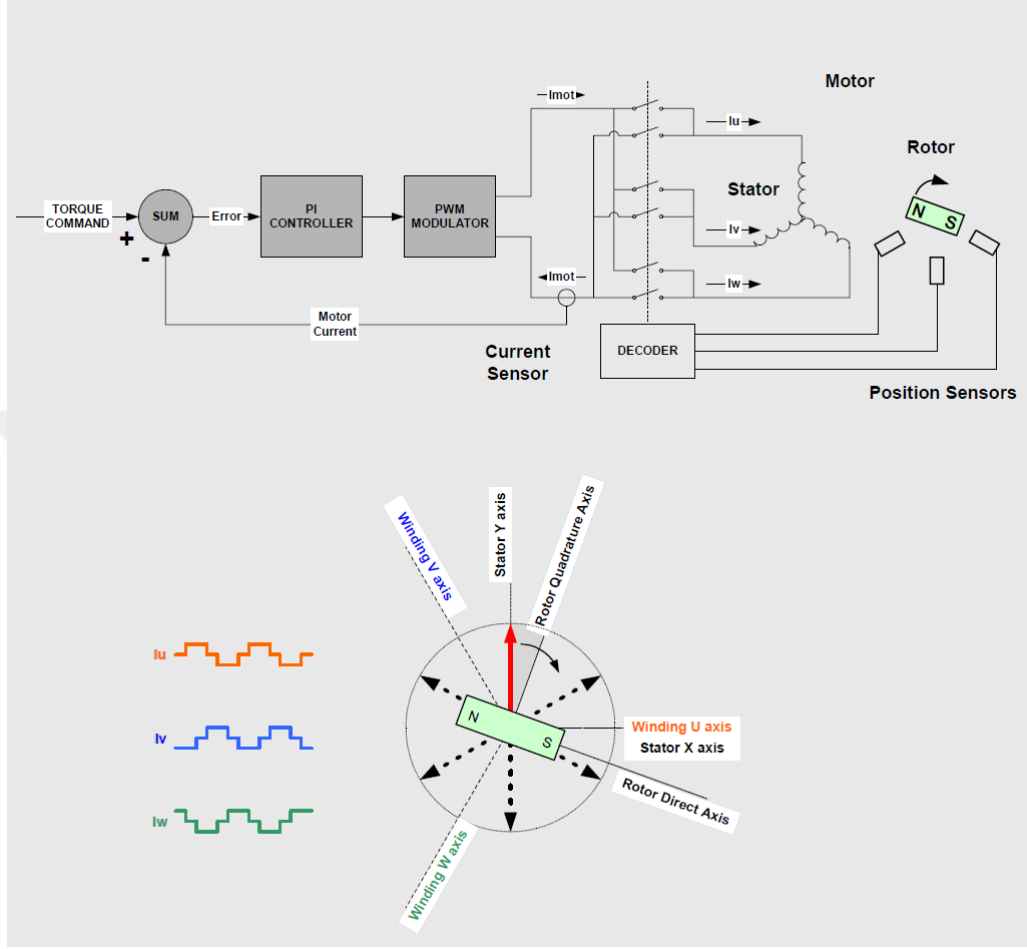 Motor
Imot
Iu
Rotor
Stator
N S
TORQUE
COMMAND
+
-
SUM
Error
PI
CONTROLLER
PWM
MODULATOR
Iv
Imot
Iw
Motor
Current
Current
Sensor
DECODER
Position Sensors
Winding V axis
Stator Y axis
Rotor Quadrature Axis
Iu
N
S
Winding U axis
Stator X axis
Iv
Rotor Direct Axis
Iw
Winding W axis